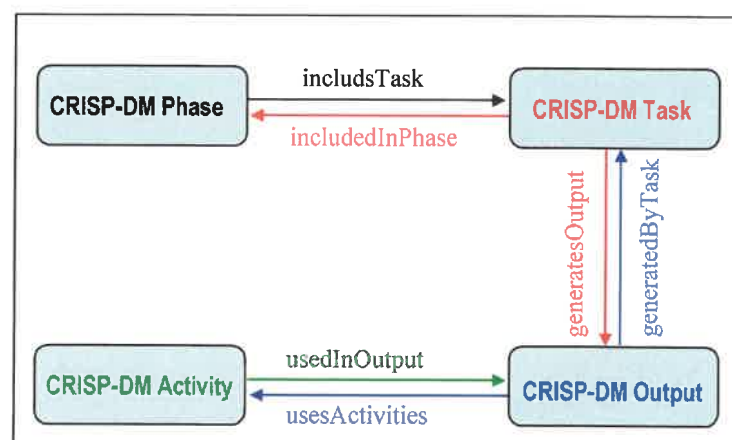 includsTask
CRISP-DM Phase
CRISP-DM Task
includedInPhase
generatesOutput
generatedByTask
usedInOutput
CRISP-DM Activity
CRISP-DM Output
usesActivities